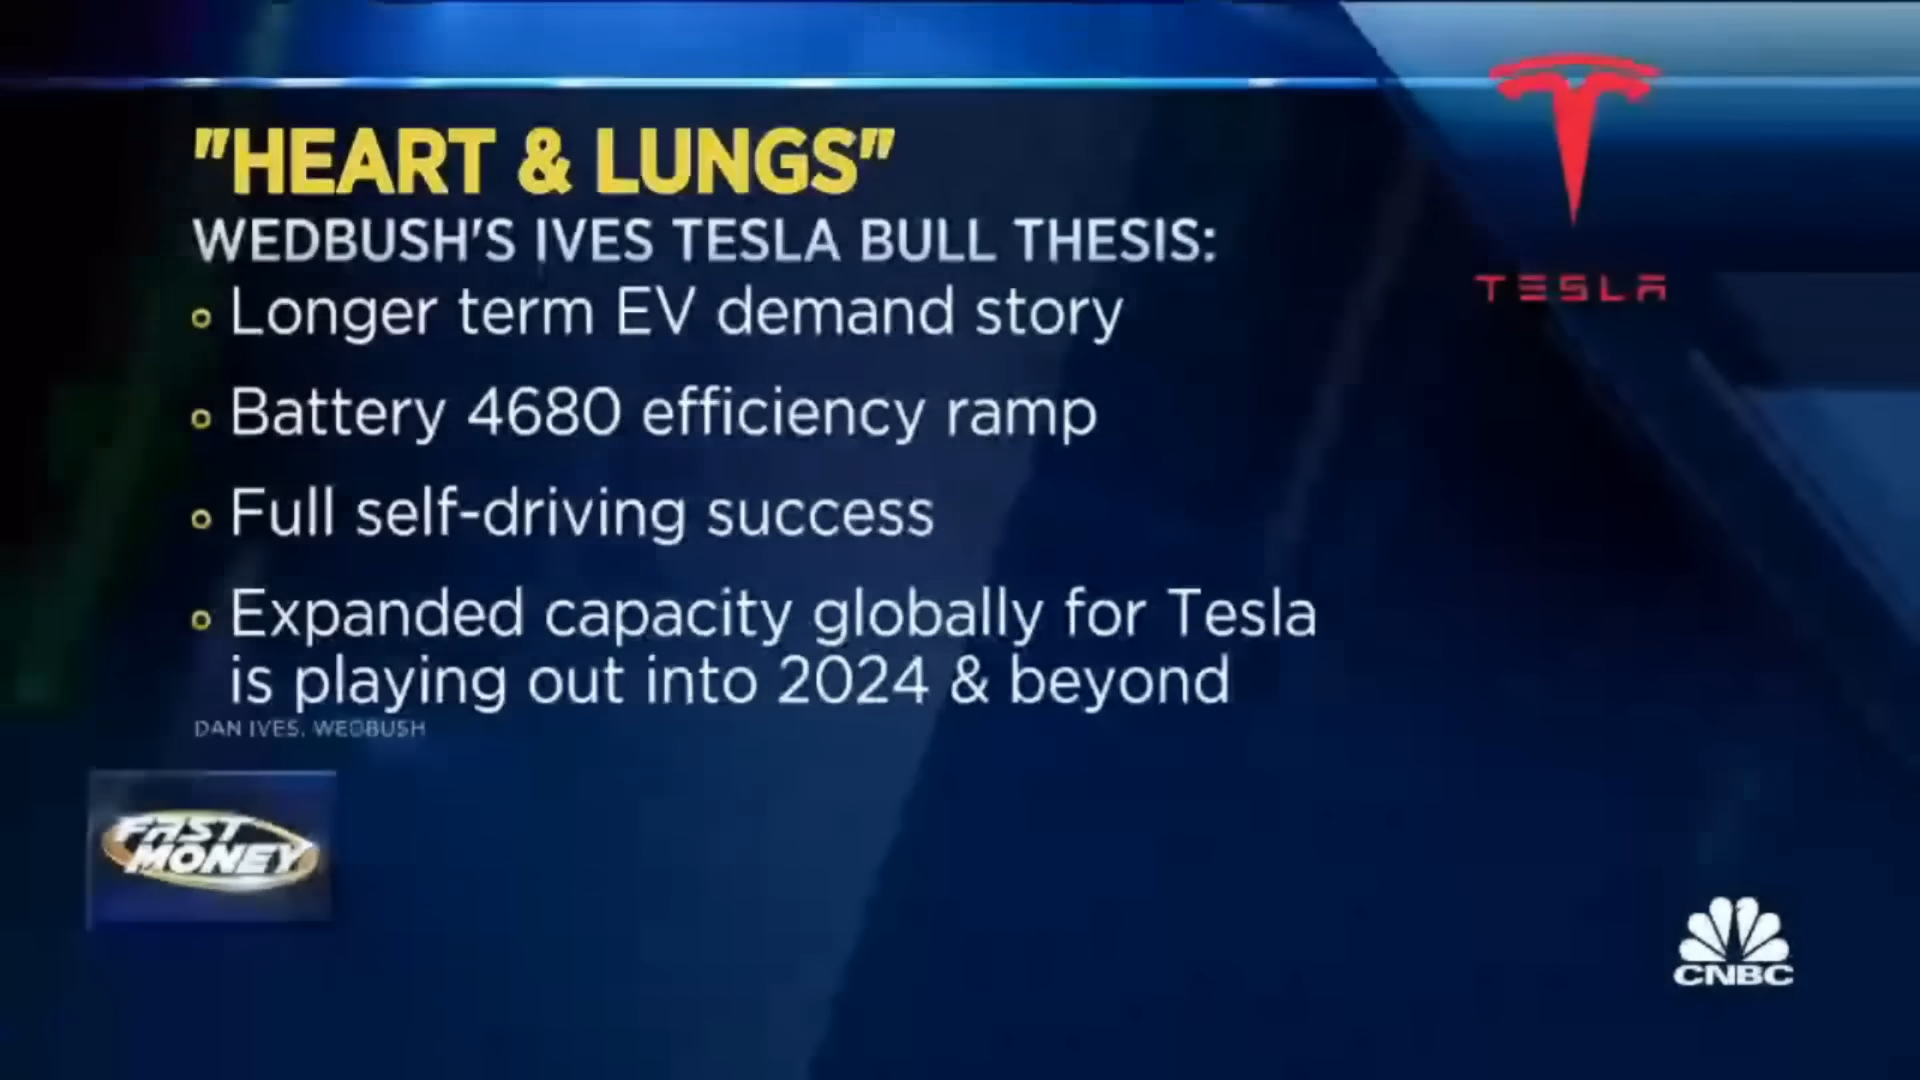 "HEART & LUNGS"
WEDBUSH'S IVES TESLA BULL THESIS:
Longer term EV demand story
Battery 4680 efficiency ramp
Full self-driving success
Expanded capacity globally for Tesla
is playing out into 2024 & beyond
DAN IVES, WEDBUSH
TESLA
FAST
MONEY
CNBC